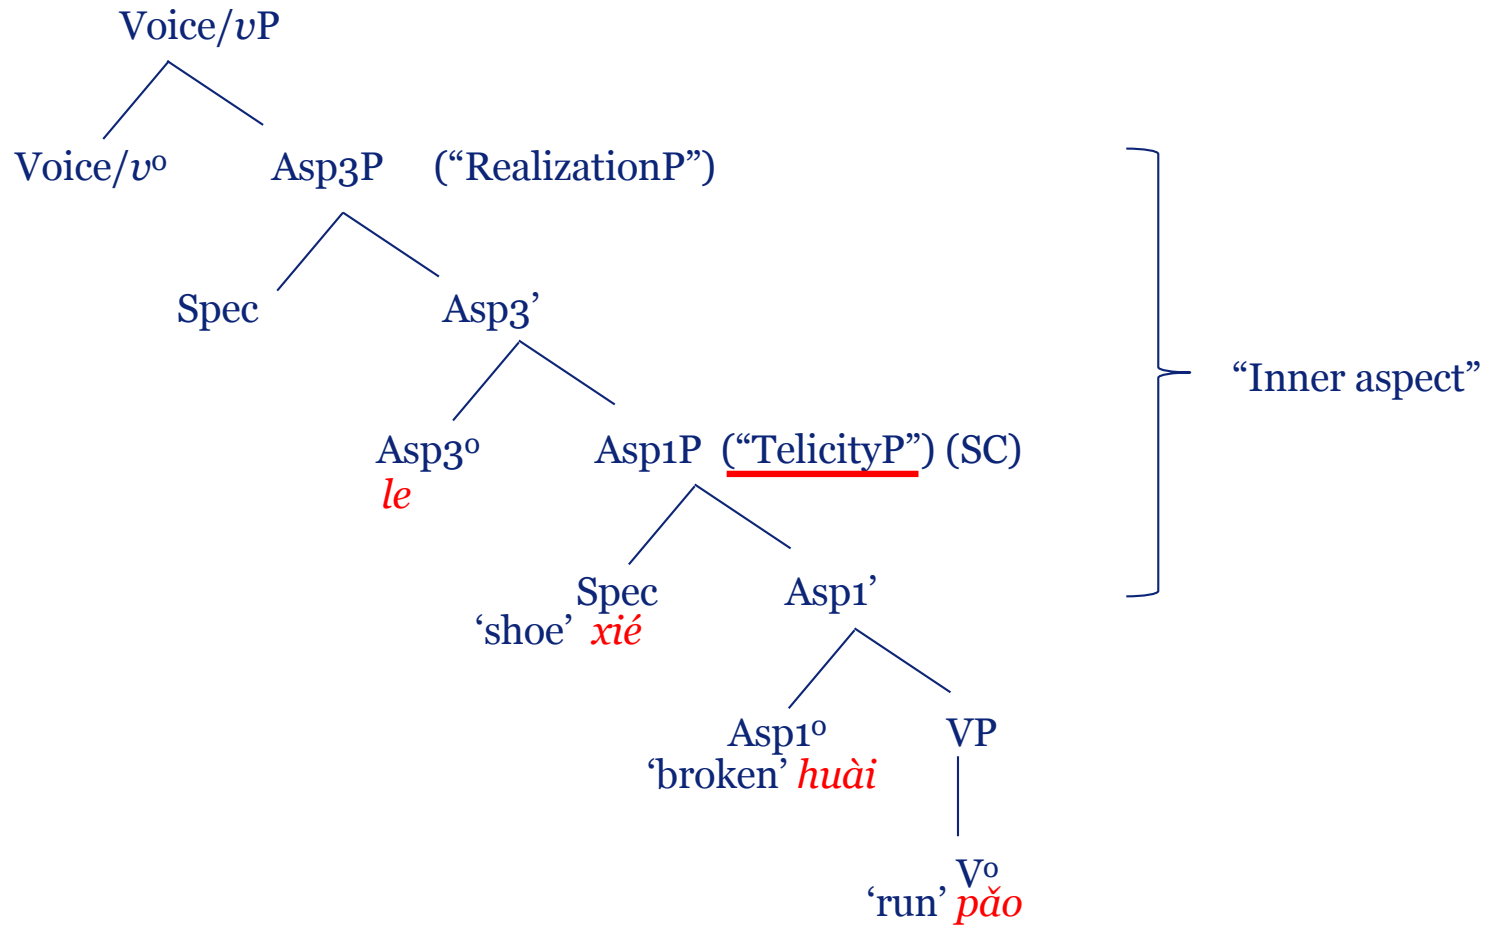 Voice/vP
Voice/vº Asp3P (“RealizationP”)
Spec Asp3’
“Inner aspect”
Asp3º Asp1P (“TelicityP”) (SC)
le
Spec Asp1’
‘shoe’ xié
Asp1º VP
‘broken’ huài
Vº
‘run’ pǎo